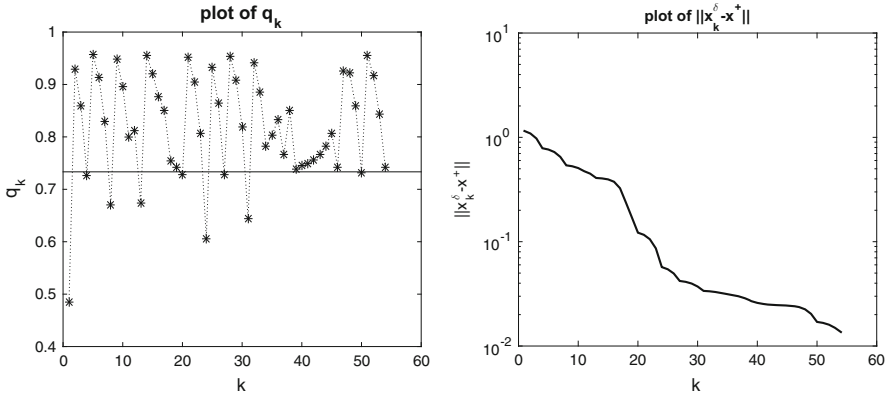 plot of q_k
1
0.9
0.8
0.7
0.6
0.5
0.4
q_k
0 10 20 30 40 50 60
k
plot of ||x_k^δ-x^+||
10^1
10^0
10^-1
10^-2
||x_k^δ-x^+||
0 10 20 30 40 50 60
k